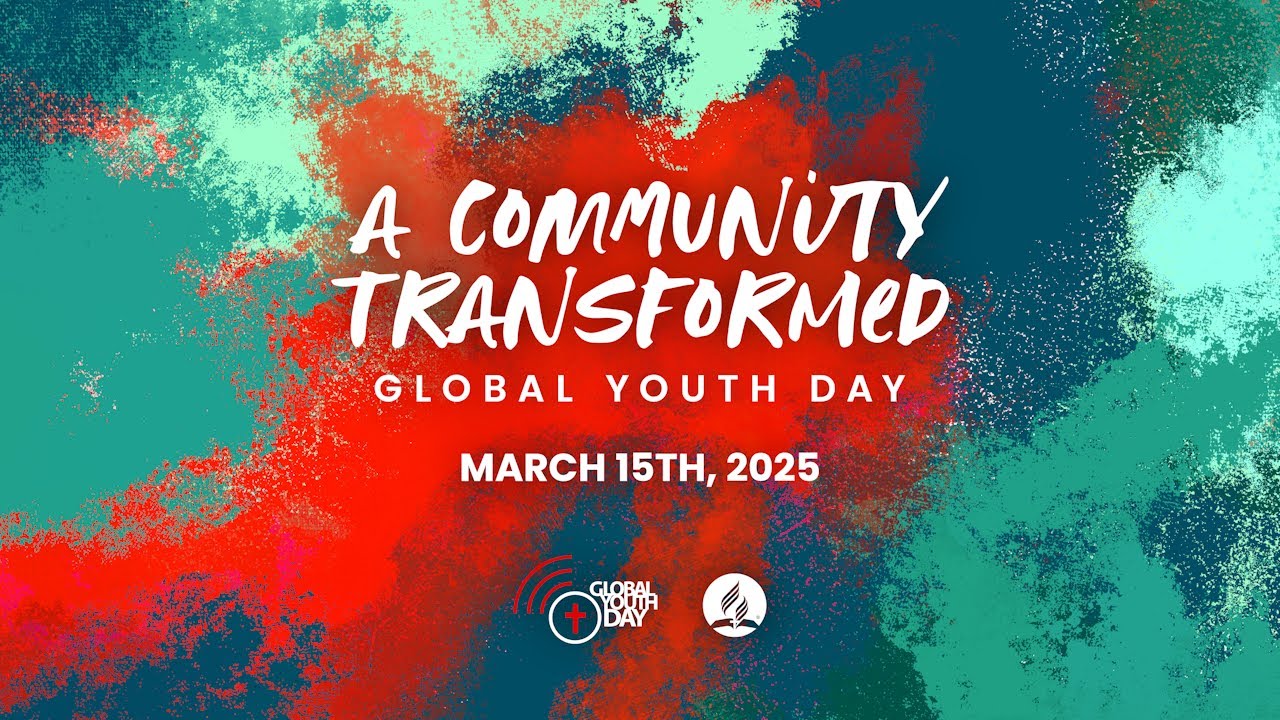 A COMMUNITY
TRANSFORMED
GLOBAL YOUTH DAY
MARCH 15TH, 2025
GLOBAL
YOUTH
DAY